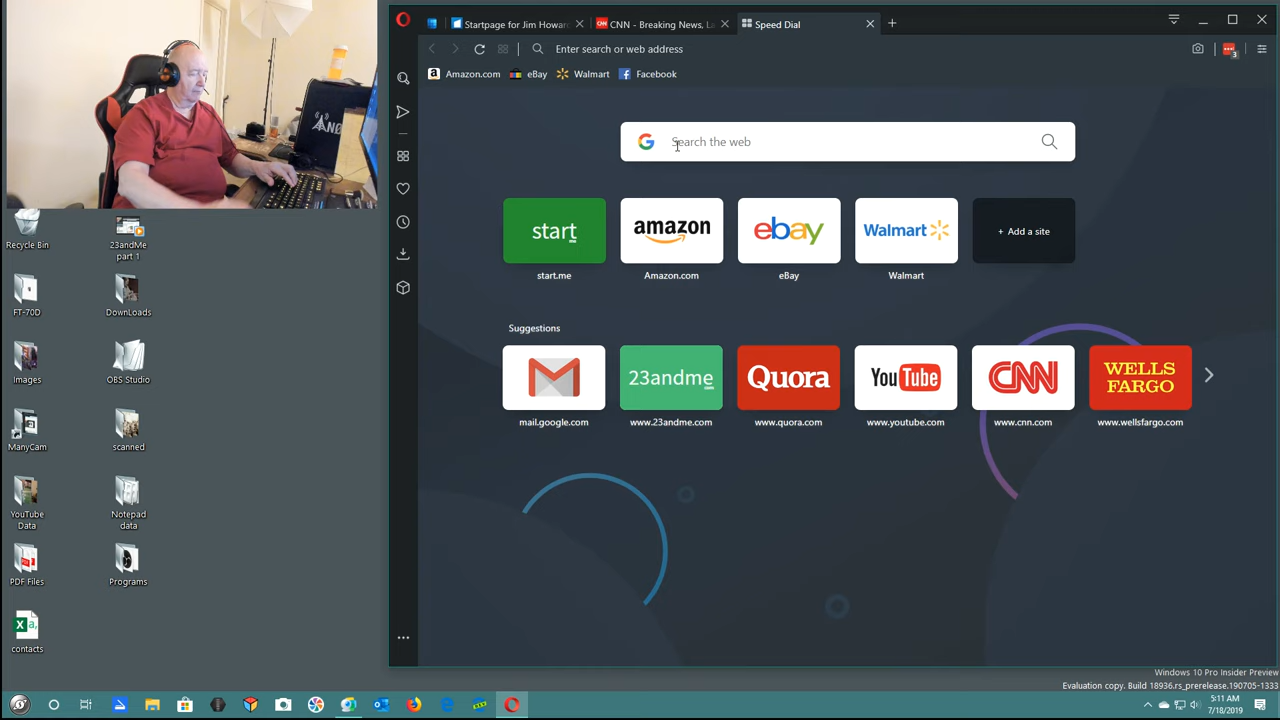 Startpage for Jim Howar
CNN - Breaking News, La
Speed Dial
Enter search or web address
3
Amazon.com
eBay
Walmart
Facebook
Search the web
start
me
amazon
ebay
Walmart
+ Add a site
start.me
Amazon.com
eBay
Walmart
Suggestions
23andme
Quora
YouTube
CNN
WELLS
FARGO
mail.google.com
www.23andme.com
www.quora.com
www.youtube.com
www.cnn.com
www.wellsfargo.com
Recycle Bin
23andMe
part 1
FT-70D
DownLoads
Images
OBS Studio
ManyCam
scanned
YouTube
Data
Notepad
data
PDF Files
Programs
a,
contacts
Windows 10 Pro Insider Preview
Evaluation copy. Build 18936.rs_prerelease.190705-1333
5:11 AM
7/18/2019